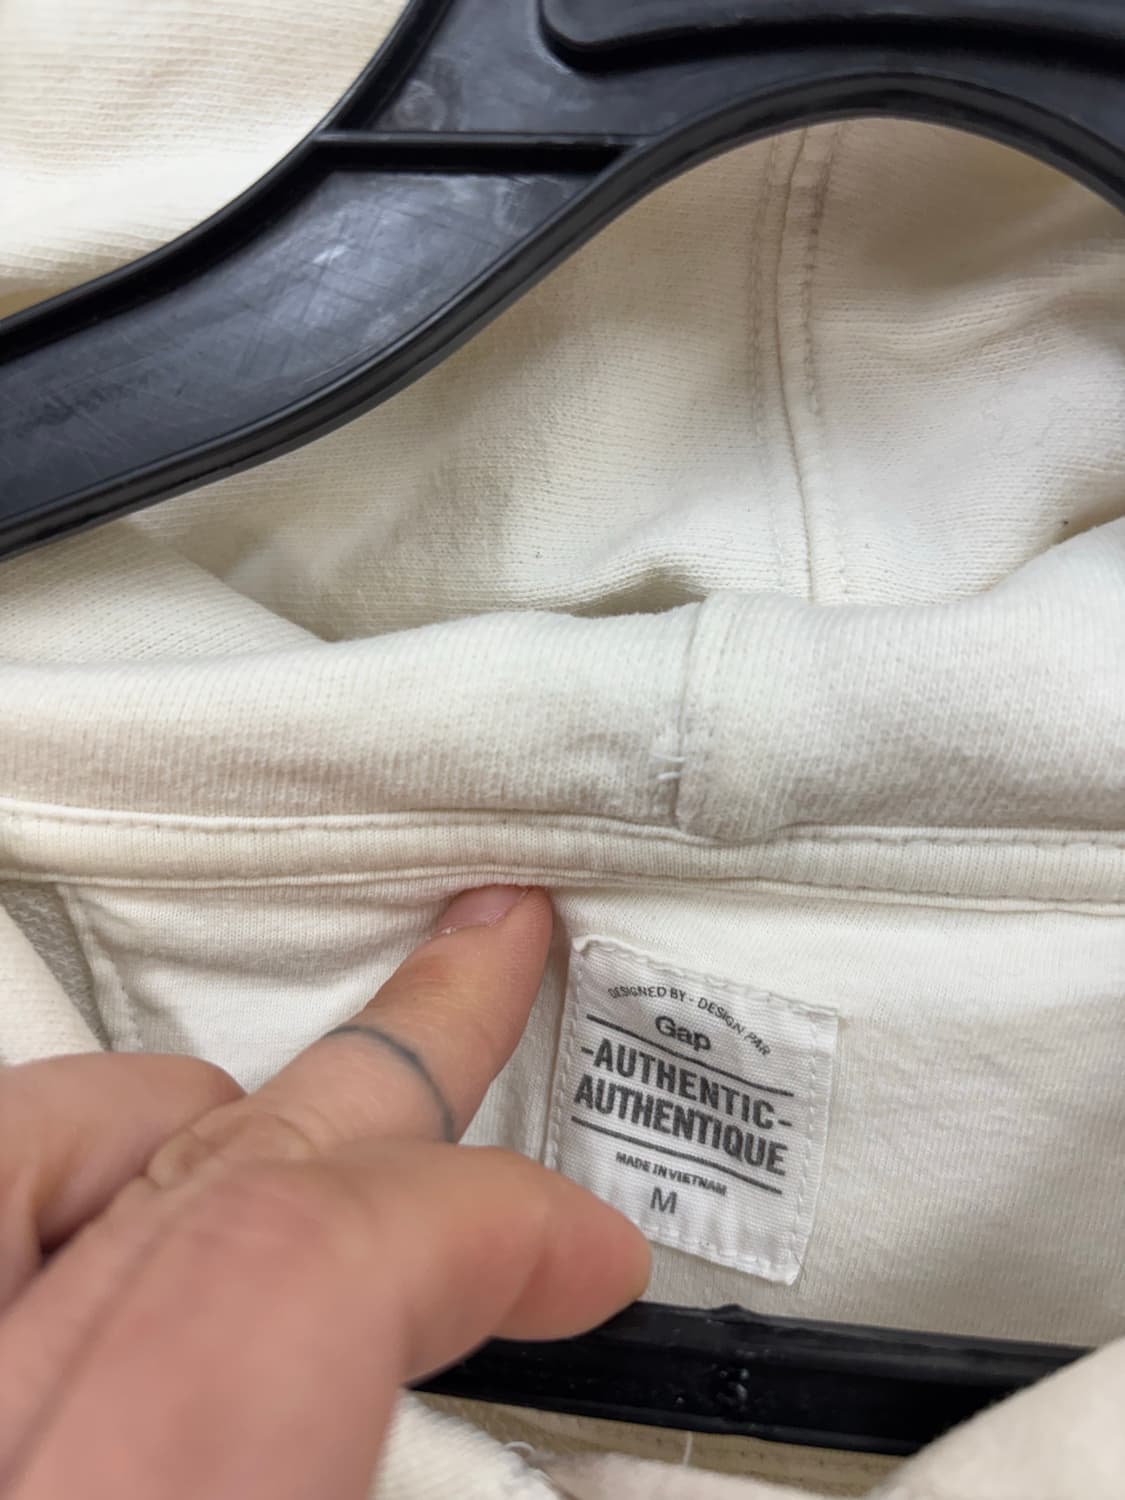 DESIGNED BY - DESIGN PAR
Gap
-AUTHENTIC-
AUTHENTIQUE
MADE IN VIETNAM
M